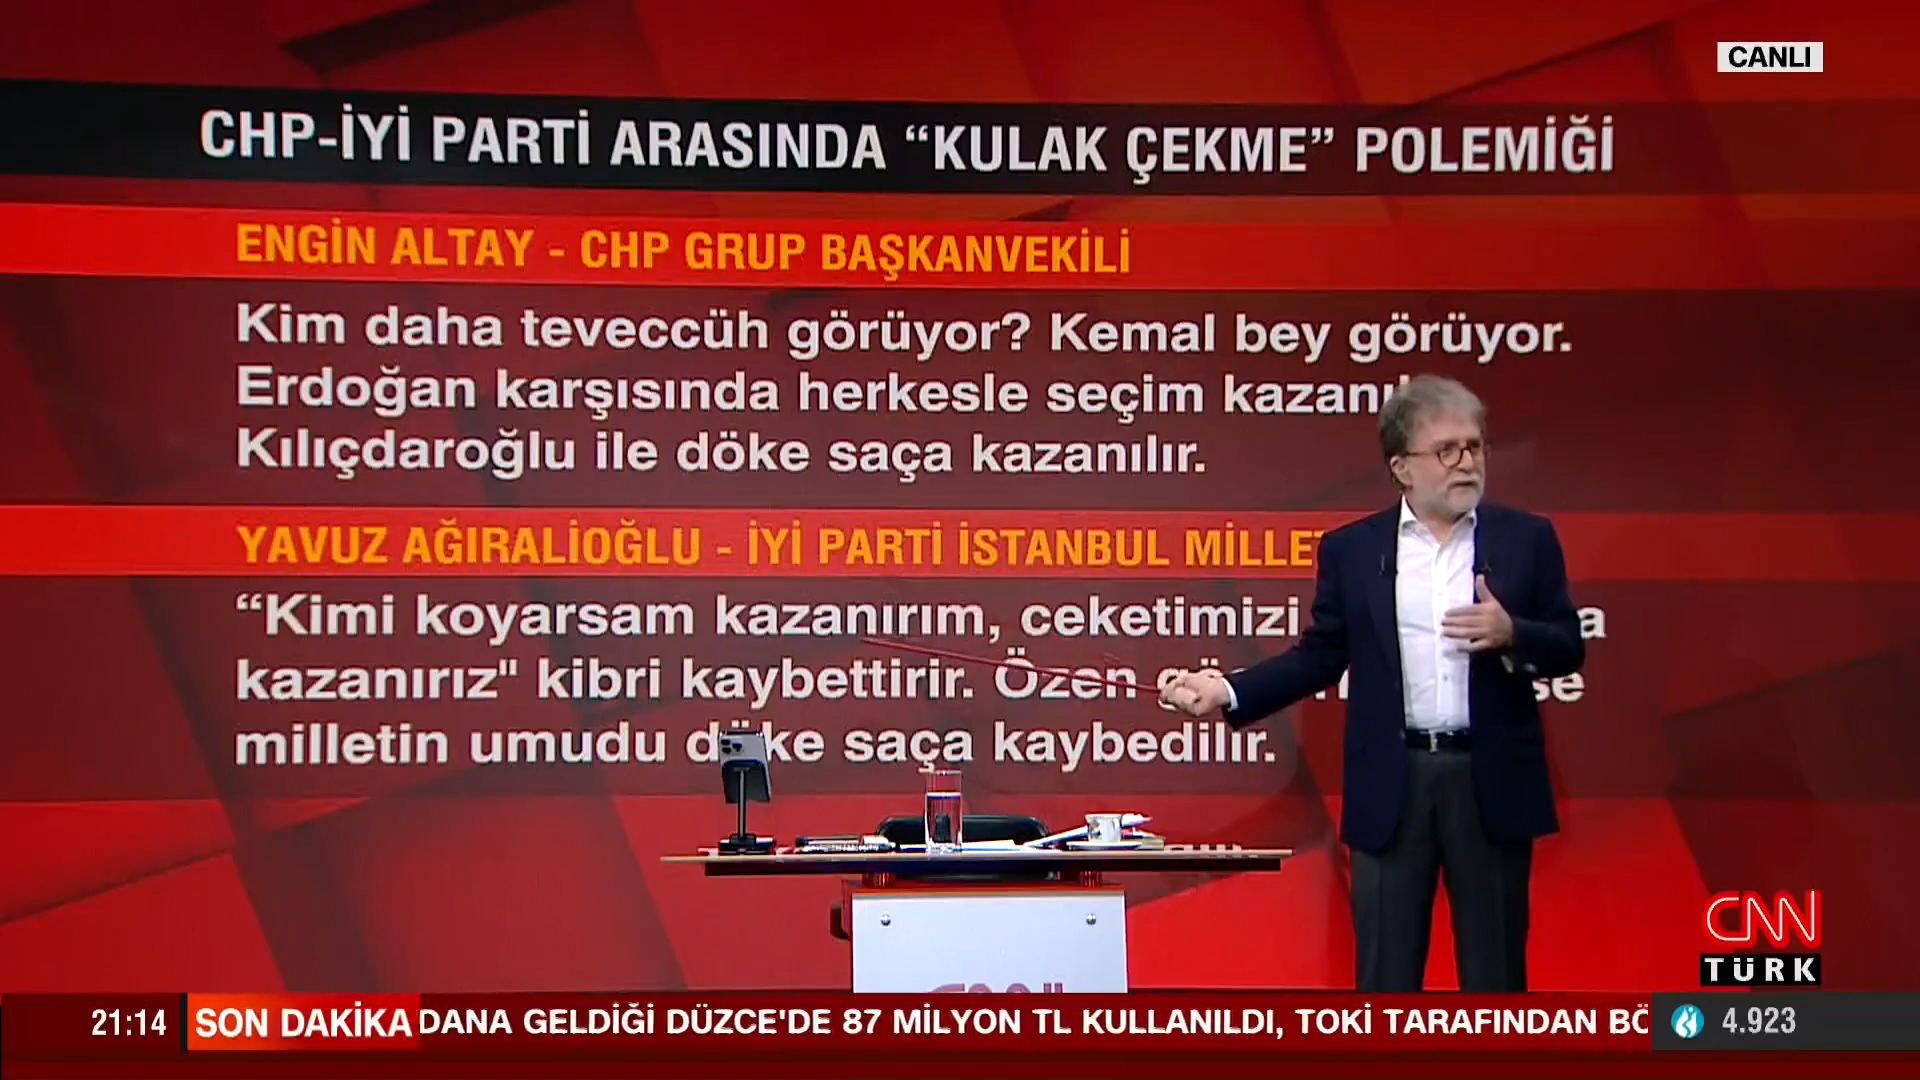 CANLI
CHP-İYİ PARTİ ARASINDA “KULAK ÇEKME” POLEMİĞİ
ENGİN ALTAY - CHP GRUP BAŞKANVEKİLİ
Kim daha teveccüh görüyor? Kemal bey görüyor.
Erdoğan karşısında herkesle seçim
Kılıçdaroğlu ile döke saça kazanılır.
YAVUZ AĞIRALİOĞLU - İYİ PARTİ İSTANBUL
“Kimi koyarsam kazanırım, ceketimizi
kazanırız" kibri kaybettirir. Özen
milletin umudu saça kaybedilir.
CNN
TÜRK
21:14 SON DAKİKA DANA GELDİĞİ DÜZCE'DE 87 MİLYON TL KULLANILDI, TOKİ TARAFINDAN BÖ 4.923